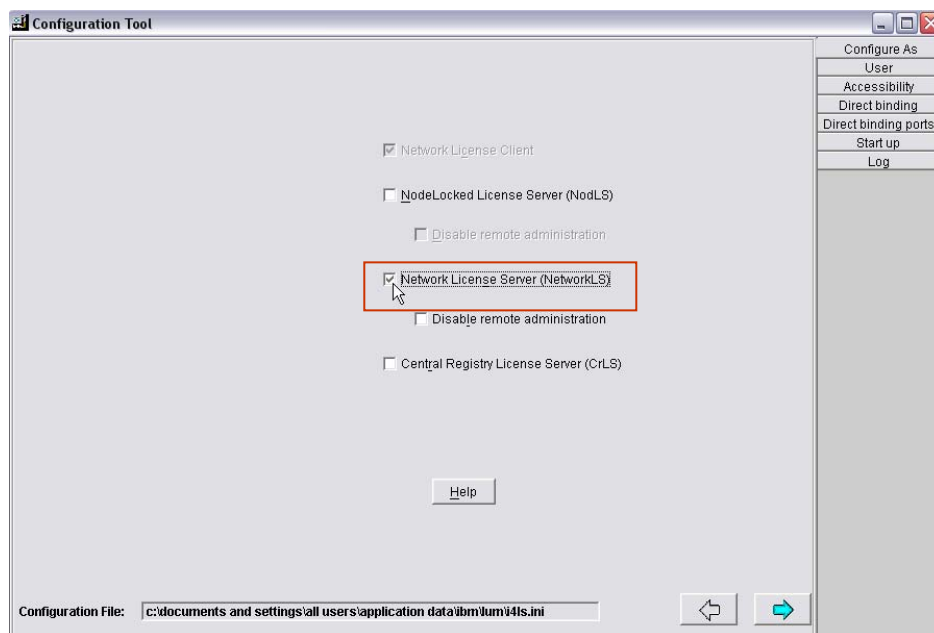 Configuration Tool
Configure As
User
Accessibility
Direct binding
Direct binding ports
Start up
Log
Network License Client
NodeLocked License Server (NodLS)
Disable remote administration
Network License Server (NetworkLS)
Disable remote administration
Central Registry License Server (CrLS)
Help
Configuration File: c:\documents and settings\all users\application data\ibm\lum\i4ls.ini